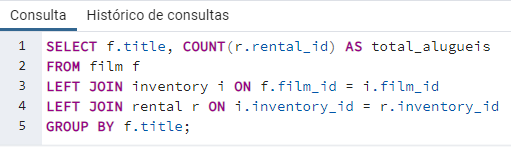 Consulta Histórico de consultas
1 SELECT f.title, COUNT(r.rental_id) AS total_alugueis
2 FROM film f
3 LEFT JOIN inventory i ON f.film_id = i.film_id
4 LEFT JOIN rental r ON i.inventory_id = r.inventory_id
5 GROUP BY f.title;